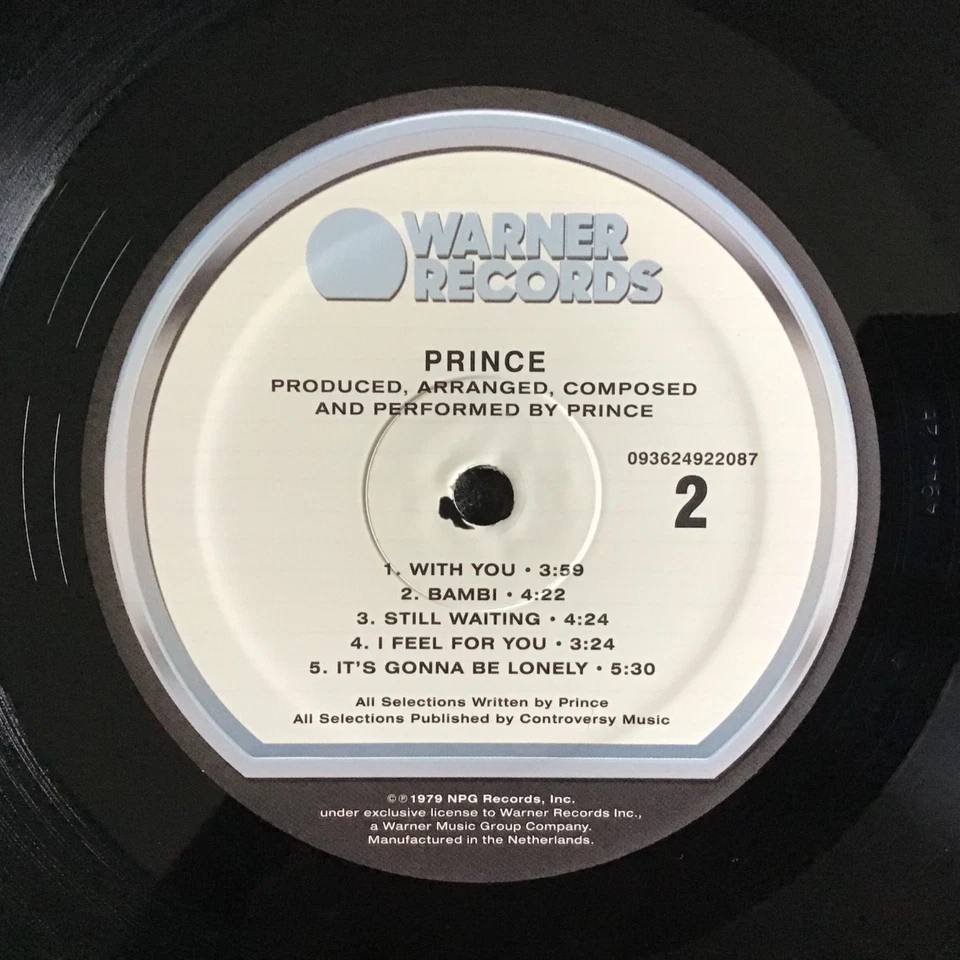 WARNER
RECORDS
PRINCE
PRODUCED, ARRANGED, COMPOSED
AND PERFORMED BY PRINCE
093624922087
2
1. WITH YOU • 3:59
2. BAMBI • 4:22
3. STILL WAITING • 4:24
4. I FEEL FOR YOU • 3:24
5. IT'S GONNA BE LONELY • 5:30
All Selections Written by Prince
All Selections Published by Controversy Music
©℗1979 NPG Records, Inc.
under exclusive license to Warner Records Inc.,
a Warner Music Group Company.
Manufactured in the Netherlands.